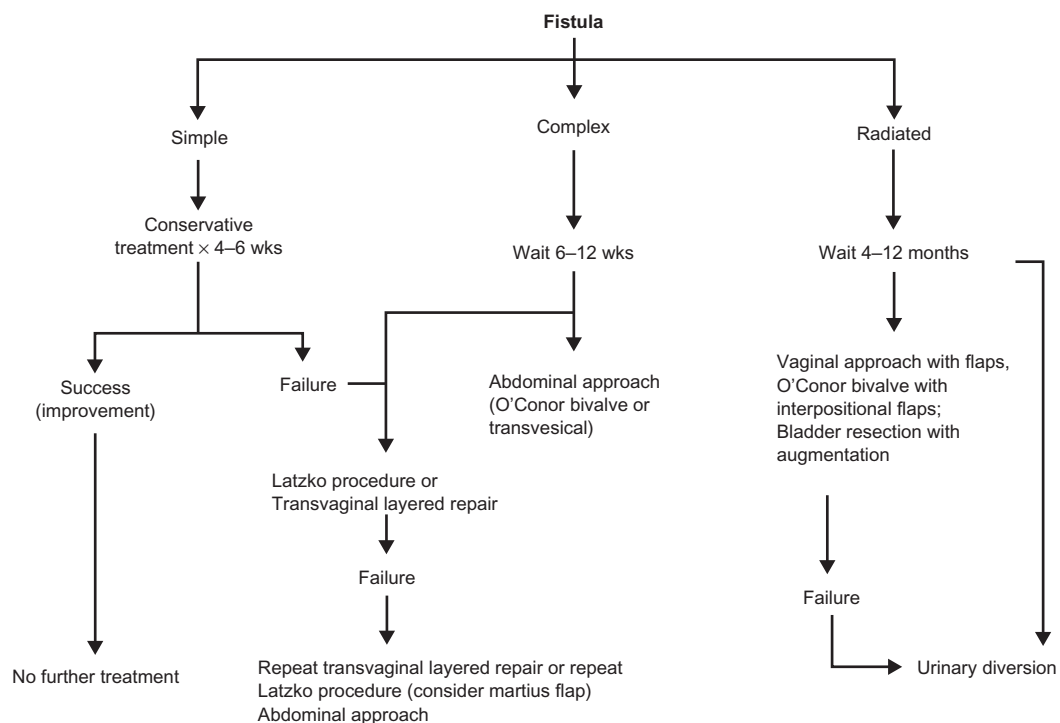 Fistula
Simple
Complex
Radiated
Conservative
treatment × 4–6 wks
Wait 6–12 wks
Wait 4–12 months
Success
(improvement)
Failure
Abdominal approach
(O’Conor bivalve or
transvesical)
Vaginal approach with flaps,
O’Conor bivalve with
interpositional flaps;
Bladder resection with
augmentation
Latzko procedure or
Transvaginal layered repair
Failure
Failure
No further treatment
Repeat transvaginal layered repair or repeat
Latzko procedure (consider martius flap)
Abdominal approach
Urinary diversion